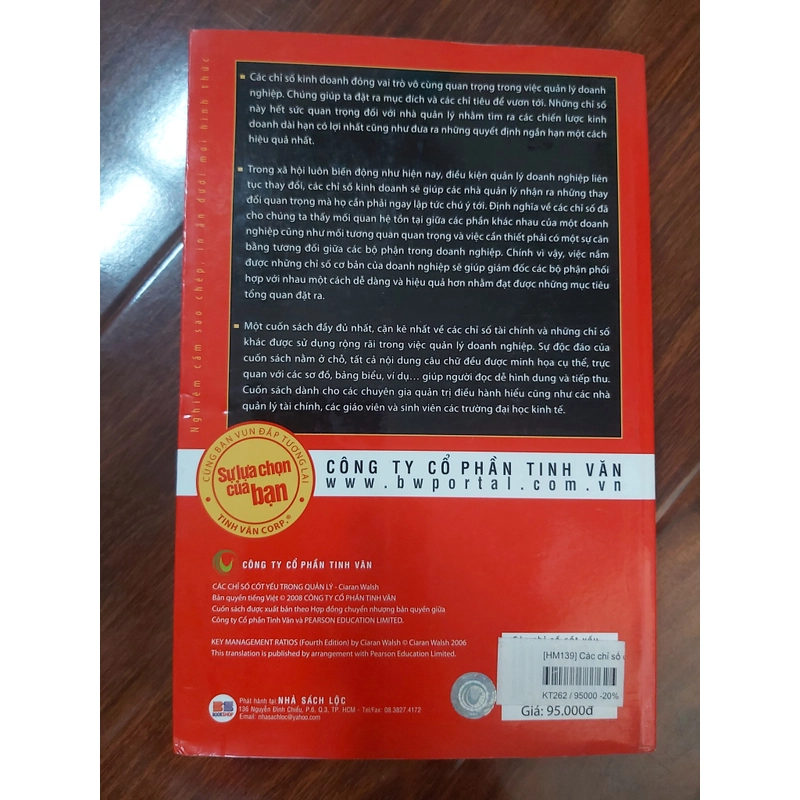 Nghiêm cấm sao chép, in ấn dưới mọi hình thức
Các chỉ số kinh doanh đóng vai trò vô cùng quan trọng trong việc quản lý doanh
nghiệp. Chúng giúp ta đặt ra mục đích và các chỉ tiêu để vươn tới. Những chỉ số
này hết sức quan trọng đối với nhà quản lý nhằm tìm ra các chiến lược kinh
doanh dài hạn có lợi nhất cũng như đưa ra những quyết định ngắn hạn một cách
hiệu quả nhất.
Trong xã hội luôn biến động như hiện nay, điều kiện quản lý doanh nghiệp liên
tục thay đổi, các chỉ số kinh doanh sẽ giúp các nhà quản lý nhận ra những thay
đổi quan trọng mà họ cần phải ngay lập tức chú ý tới. Định nghĩa về các chỉ số đã
cho chúng ta thấy mối quan hệ tồn tại giữa các phần khác nhau của một doanh
nghiệp cũng như mối tương quan quan trọng và việc cần thiết phải có một sự cân
bằng tương đối giữa các bộ phận trong doanh nghiệp. Chính vì vậy, việc nắm
được những chỉ số cơ bản của doanh nghiệp sẽ giúp giám đốc các bộ phận phối
hợp với nhau một cách dễ dàng và hiệu quả hơn nhằm đạt được những mục tiêu
tổng quan đặt ra.
Một cuốn sách đầy đủ nhất, cặn kẽ nhất về các chỉ số tài chính và những chỉ số
khác được sử dụng rộng rãi trong việc quản lý doanh nghiệp. Sự độc đáo của
cuốn sách nằm ở chỗ, tất cả nội dung câu chữ đều được minh họa cụ thể, trực
quan với các sơ đồ, bảng biểu, ví dụ... giúp người đọc dễ hình dung và tiếp thu.
Cuốn sách dành cho các chuyên gia quản trị điều hành hiểu cũng như các nhà
quản lý tài chính, các giáo viên và sinh viên các trường đại học kinh tế.
CÙNG BẠN VUN ĐẮP TƯƠNG LAI
Sự lựa chọn
của bạn
TINH VĂN CORP.®
CÔNG TY CỔ PHẦN TINH VĂN
www.bwportal.com.vn
CÔNG TY CỔ PHẦN TINH VĂN
CÁC CHỈ SỐ CỐT YẾU TRONG QUẢN LÝ - Ciaran Walsh
Bản quyền tiếng Việt © 2008 CÔNG TY CỔ PHẦN TINH VĂN
Cuốn sách được xuất bản theo Hợp đồng chuyển nhượng bản quyền giữa
Công ty Cổ phần Tinh Văn và PEARSON EDUCATION LIMITED.
KEY MANAGEMENT RATIOS (Fourth Edition) by Ciaran Walsh © Ciaran Walsh 2006
This translation is published by arrangement with Pearson Education Limited.
BOOKSHOP
Phát hành tại NHÀ SÁCH LỘC
136 Nguyễn Đình Chiểu, P.6, Q.3, TP. HCM - Tel/Fax: 08.3827.4172
Email: nhasachloc@yahoo.com
[HM139] Các chỉ số
KT262 / 95000 -20%
Giá: 95.000đ